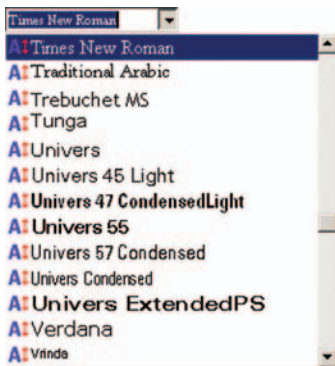 Times New Roman
Times New Roman
Traditional Arabic
Trebuchet MS
Tunga
Univers
Univers 45 Light
Univers 47 CondensedLight
Univers 55
Univers 57 Condensed
Univers Condensed
Univers ExtendedPS
Verdana
Vrinda